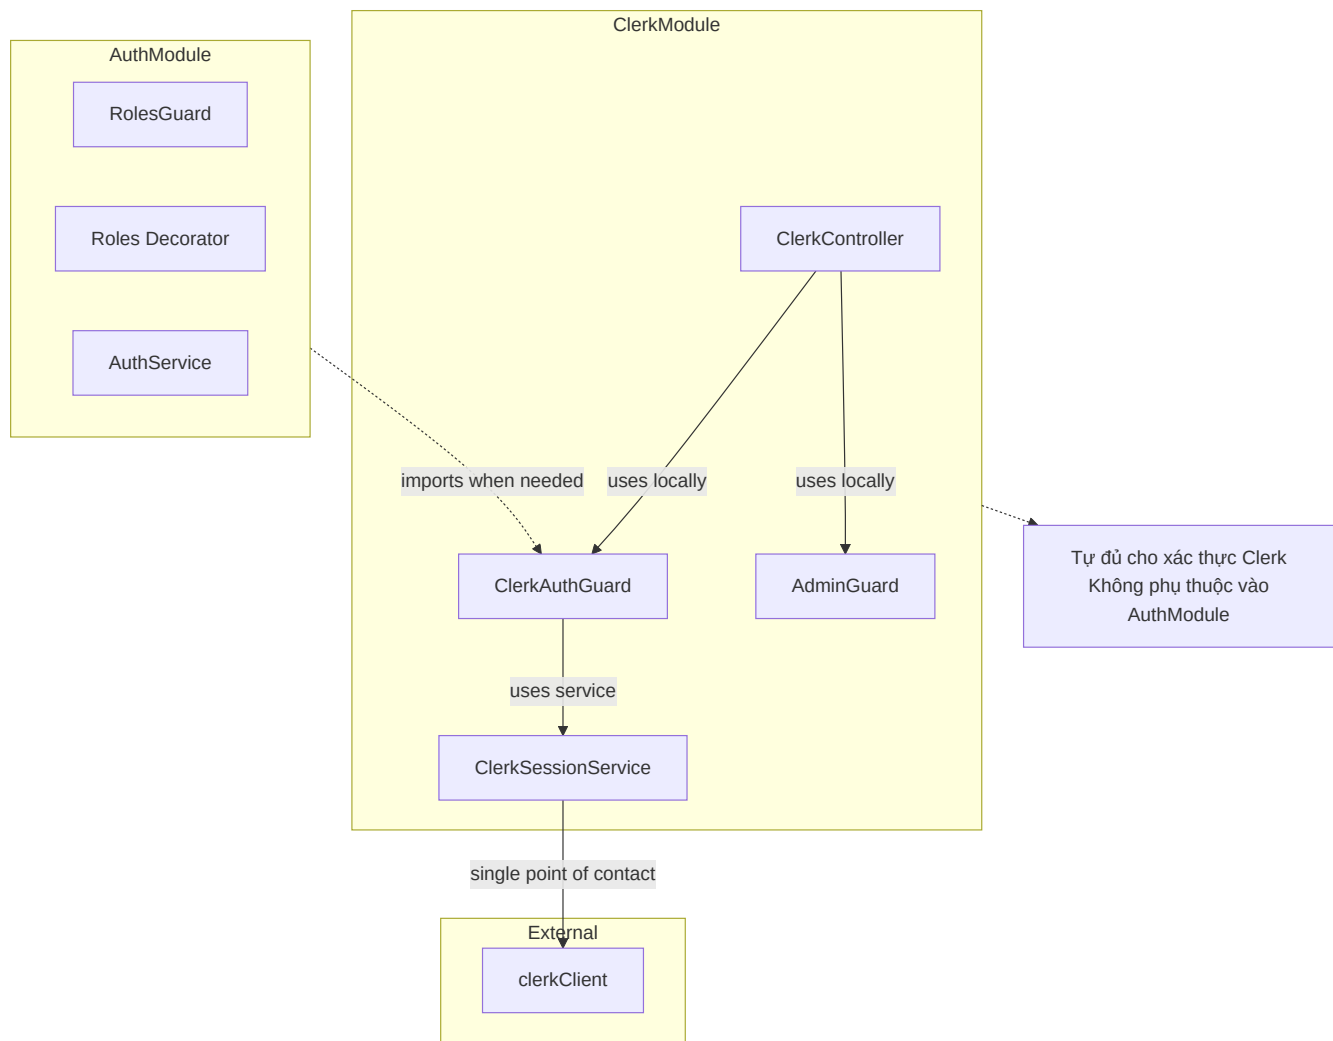 ClerkModule
AuthModule
RolesGuard
Roles Decorator
ClerkController
AuthService
imports when needed
uses locally
uses locally
ClerkAuthGuard
AdminGuard
Tự đủ cho xác thực Clerk
Không phụ thuộc vào
AuthModule
uses service
ClerkSessionService
single point of contact
External
clerkClient